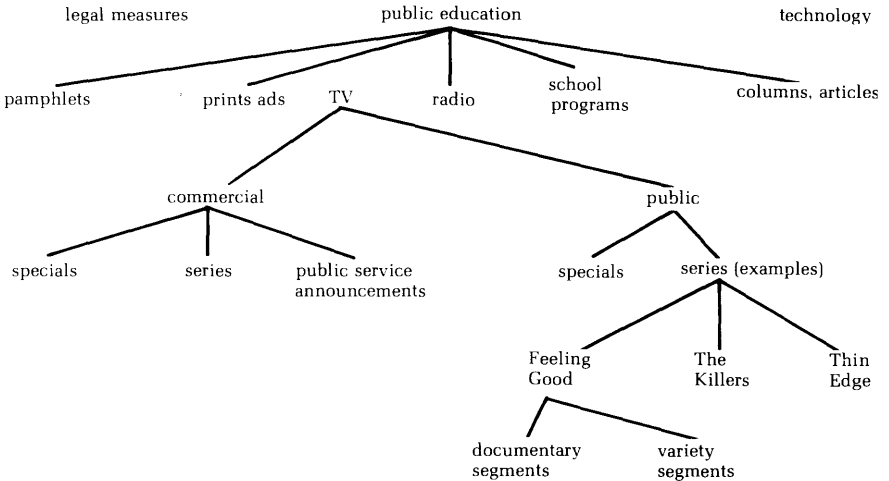 legal measures public education technology
pamphlets prints ads TV radio school programs columns, articles
commercial public
specials series public service announcements specials series (examples)
Feeling Good The Killers Thin Edge
documentary segments variety segments